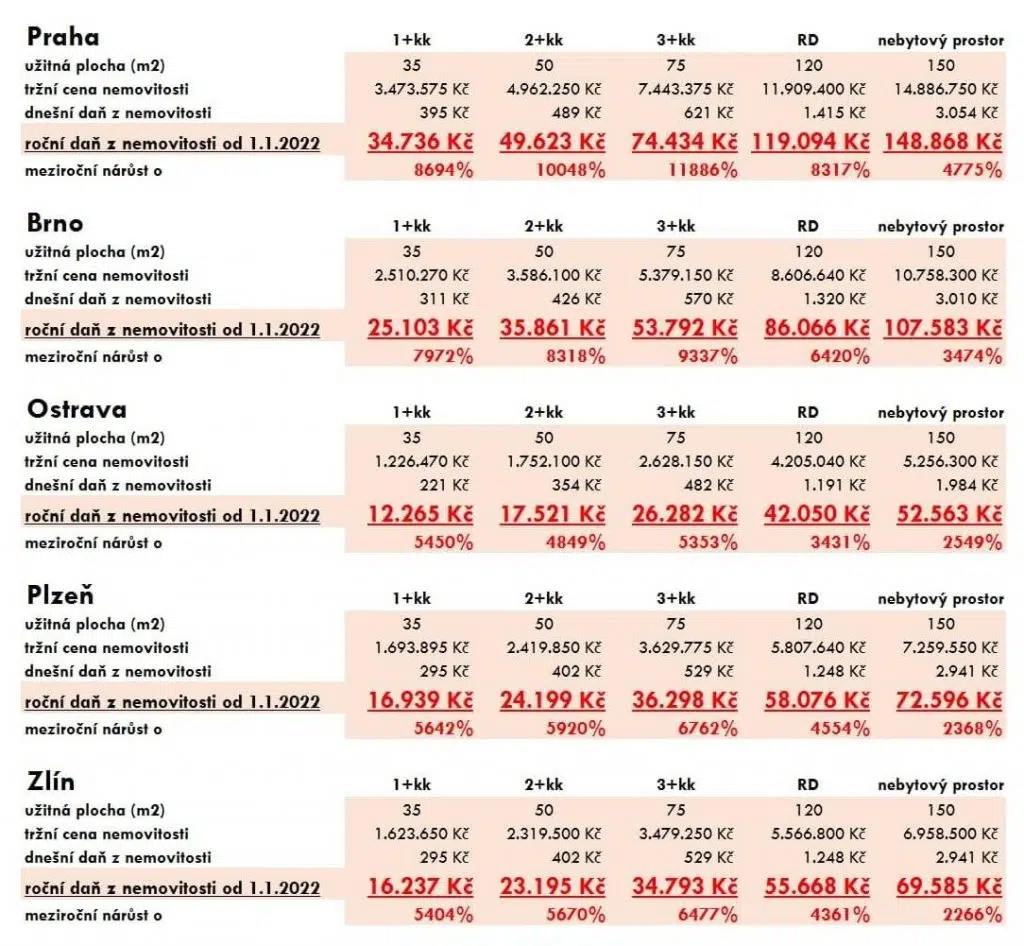 Praha 1+kk 2+kk 3+kk RD nebytový prostor
užitná plocha (m2) 35 50 75 120 150
tržní cena nemovitosti 3.473.575 Kč 4.962.250 Kč 7.443.375 Kč 11.909.400 Kč 14.886.750 Kč
dnešní daň z nemovitosti 395 Kč 489 Kč 621 Kč 1.415 Kč 3.054 Kč
roční daň z nemovitosti od 1.1.2022 34.736 Kč 49.623 Kč 74.434 Kč 119.094 Kč 148.868 Kč
meziroční nárůst o 8694% 10048% 11886% 8317% 4775%
Brno 1+kk 2+kk 3+kk RD nebytový prostor
užitná plocha (m2) 35 50 75 120 150
tržní cena nemovitosti 2.510.270 Kč 3.586.100 Kč 5.379.150 Kč 8.606.640 Kč 10.758.300 Kč
dnešní daň z nemovitosti 311 Kč 426 Kč 570 Kč 1.320 Kč 3.010 Kč
roční daň z nemovitosti od 1.1.2022 25.103 Kč 35.861 Kč 53.792 Kč 86.066 Kč 107.583 Kč
meziroční nárůst o 7972% 8318% 9337% 6420% 3474%
Ostrava 1+kk 2+kk 3+kk RD nebytový prostor
užitná plocha (m2) 35 50 75 120 150
tržní cena nemovitosti 1.226.470 Kč 1.752.100 Kč 2.628.150 Kč 4.205.040 Kč 5.256.300 Kč
dnešní daň z nemovitosti 221 Kč 354 Kč 482 Kč 1.191 Kč 1.984 Kč
roční daň z nemovitosti od 1.1.2022 12.265 Kč 17.521 Kč 26.282 Kč 42.050 Kč 52.563 Kč
meziroční nárůst o 5450% 4849% 5353% 3431% 2549%
Plzeň 1+kk 2+kk 3+kk RD nebytový prostor
užitná plocha (m2) 35 50 75 120 150
tržní cena nemovitosti 1.693.895 Kč 2.419.850 Kč 3.629.775 Kč 5.807.640 Kč 7.259.550 Kč
dnešní daň z nemovitosti 295 Kč 402 Kč 529 Kč 1.248 Kč 2.941 Kč
roční daň z nemovitosti od 1.1.2022 16.939 Kč 24.199 Kč 36.298 Kč 58.076 Kč 72.596 Kč
meziroční nárůst o 5642% 5920% 6762% 4554% 2368%
Zlín 1+kk 2+kk 3+kk RD nebytový prostor
užitná plocha (m2) 35 50 75 120 150
tržní cena nemovitosti 1.623.650 Kč 2.319.500 Kč 3.479.250 Kč 5.566.800 Kč 6.958.500 Kč
dnešní daň z nemovitosti 295 Kč 402 Kč 529 Kč 1.248 Kč 2.941 Kč
roční daň z nemovitosti od 1.1.2022 16.237 Kč 23.195 Kč 34.793 Kč 55.668 Kč 69.585 Kč
meziroční nárůst o 5404% 5670% 6477% 4361% 2266%